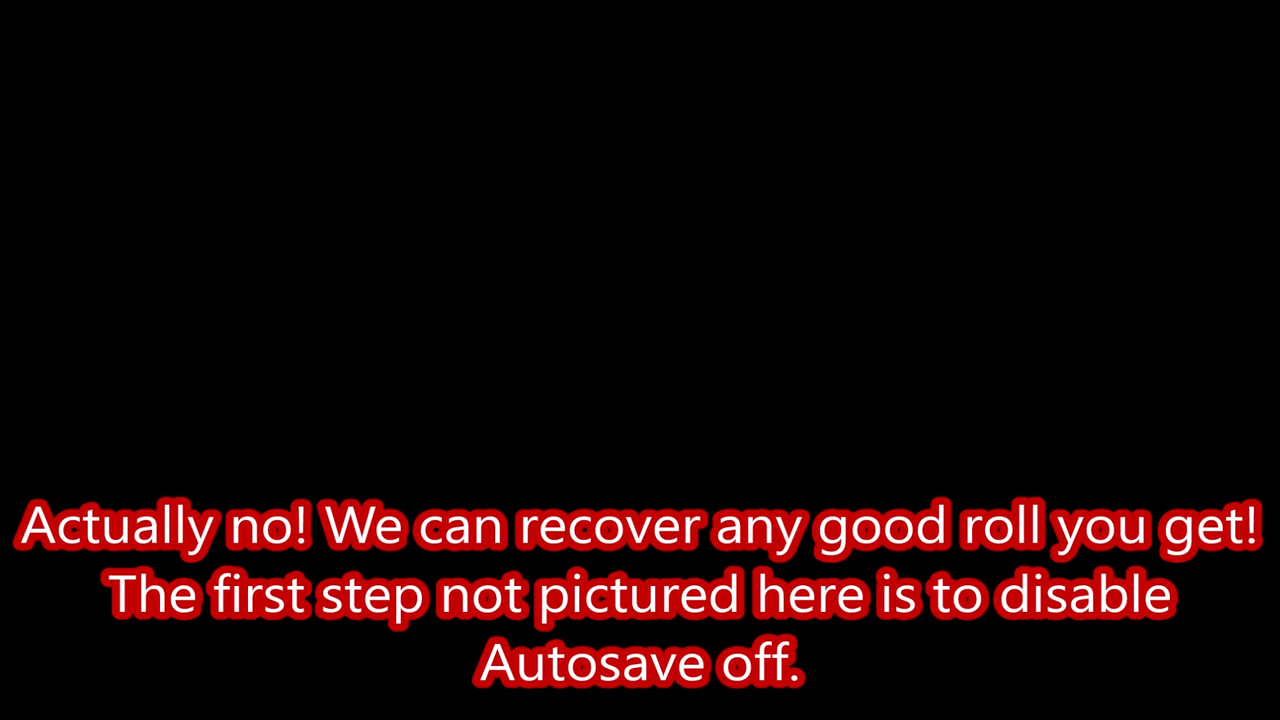 Actually no! We can recover any good roll you get!
The first step not pictured here is to disable
Autosave off.